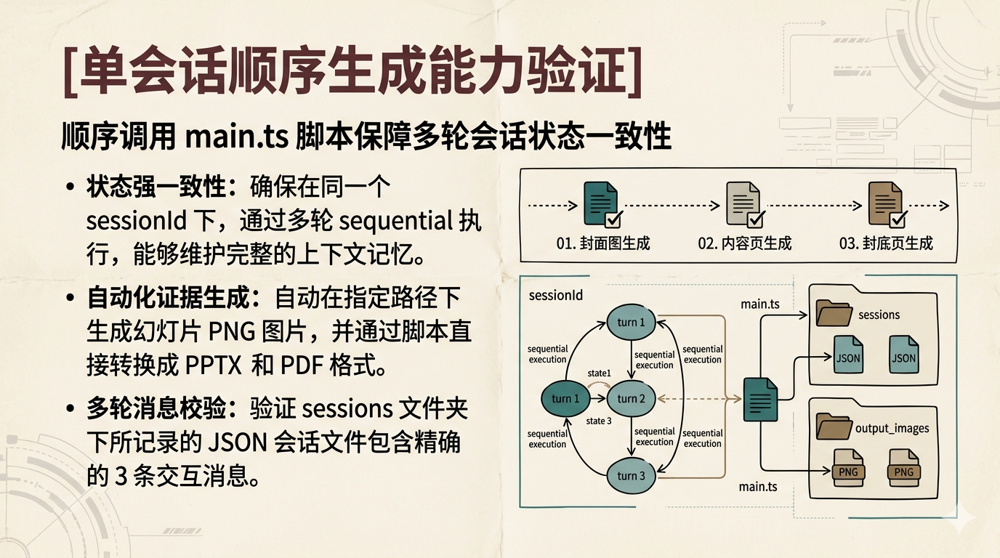 [单会话顺序生成能力验证]
顺序调用 main.ts 脚本保障多轮会话状态一致性
• 状态强一致性：确保在同一个
sessionId 下，通过多轮 sequential 执
行，能够维护完整的上下文记忆。
• 自动化证据生成：自动在指定路径下
生成幻灯片 PNG 图片，并通过脚本直
接转换成 PPTX 和 PDF 格式。
• 多轮消息校验：验证 sessions 文件夹
下所记录的 JSON 会话文件包含精确
的 3 条交互消息。
01. 封面图生成
02. 内容页生成
03. 封底页生成
sessionId
turn 1
sequential
execution
sequential
execution
sequential
execution
state1
turn 1
turn 2
state 3
sequential
execution
sequential
execution
sequential
execution
turn 3
main.ts
main.ts
sessions
JSON
JSON
output_images
PNG
PNG